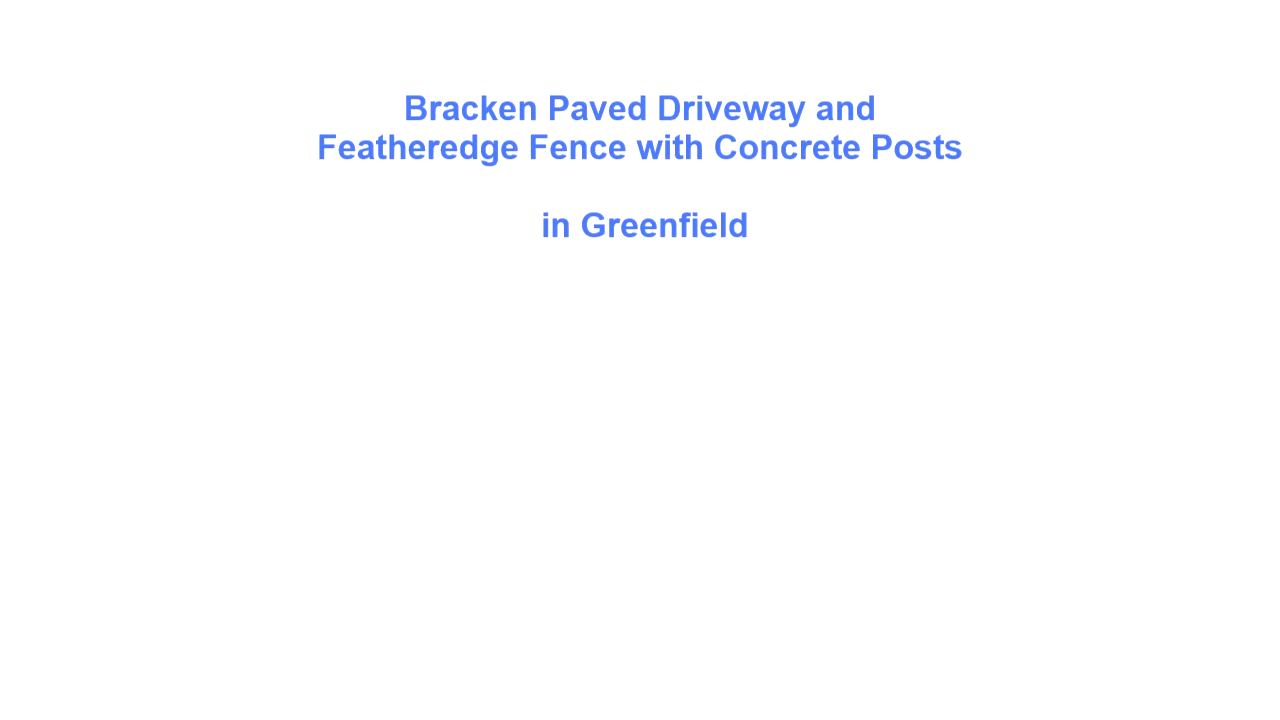 Bracken Paved Driveway and
Featheredge Fence with Concrete Posts
in Greenfield